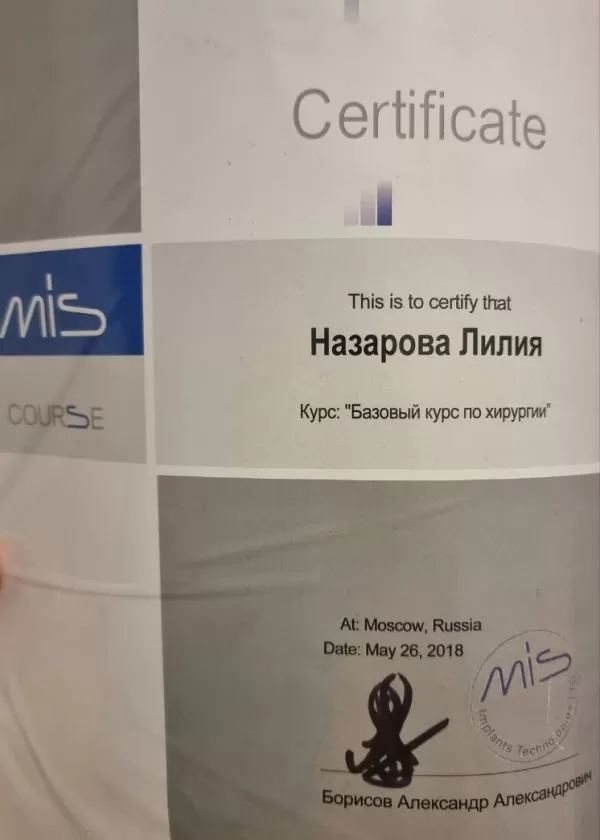 Certificate
mis
COURSE
This is to certify that
Назарова Лилия
Курс: "Базовый курс по хирургии"
At: Moscow, Russia
Date: May 26, 2018
mis
Implants Technologies LTD
Борисов Александр Александрович